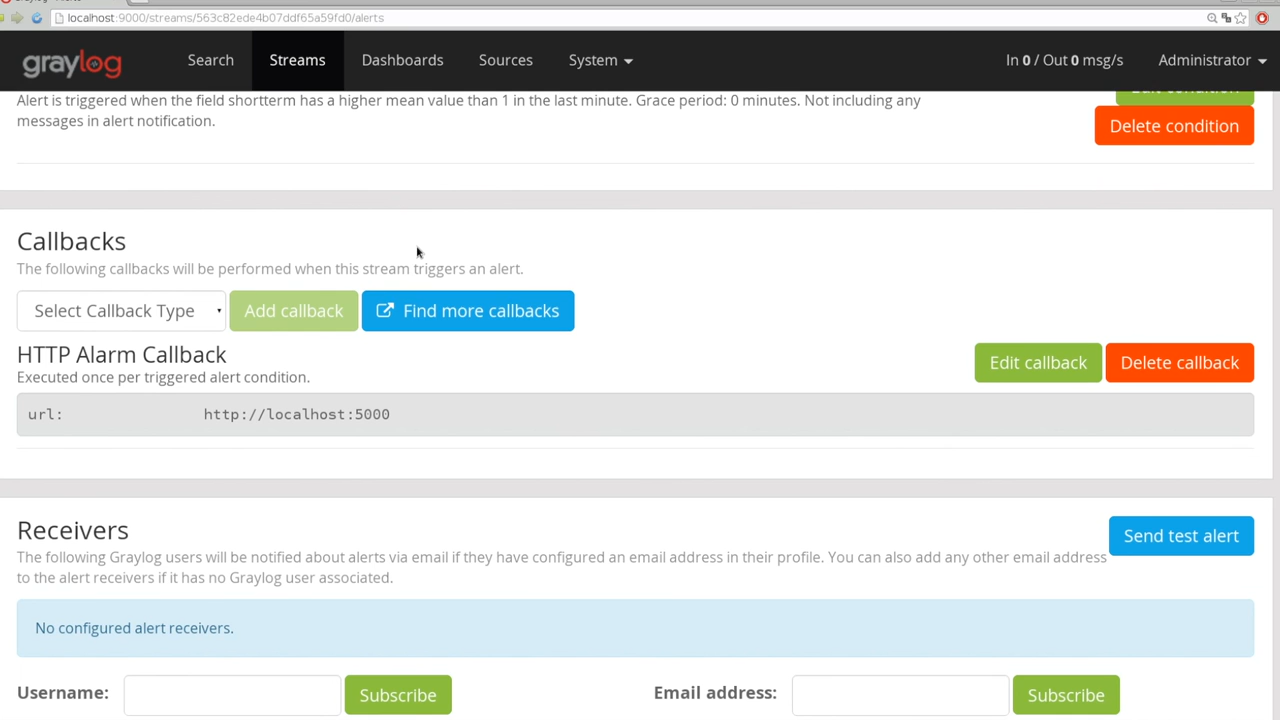 localhost:9000/streams/563c82ede4b07ddf65a59fd0/alerts
graylog Search Streams Dashboards Sources System In 0 / Out 0 msg/s Administrator
Alert is triggered when the field shortterm has a higher mean value than 1 in the last minute. Grace period: 0 minutes. Not including any
messages in alert notification.
Delete condition
Callbacks
The following callbacks will be performed when this stream triggers an alert.
Select Callback Type Add callback Find more callbacks
HTTP Alarm Callback
Executed once per triggered alert condition.
Edit callback Delete callback
url: http://localhost:5000
Receivers
Send test alert
The following Graylog users will be notified about alerts via email if they have configured an email address in their profile. You can also add any other email address
to the alert receivers if it has no Graylog user associated.
No configured alert receivers.
Username: Subscribe Email address: Subscribe